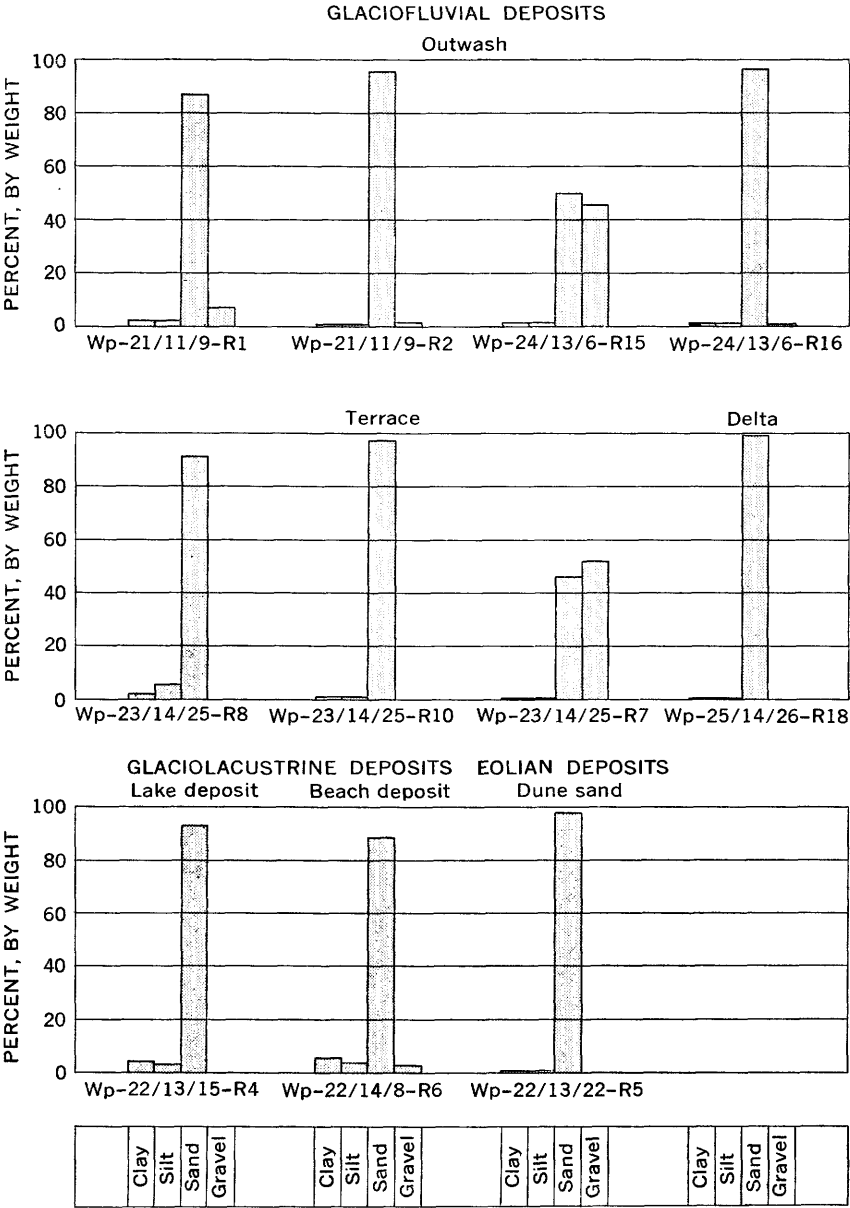 GLACIOFLUVIAL DEPOSITS
Outwash
PERCENT, BY WEIGHT
100
80
60
40
20
0
Wp-21/11/9-R1 Wp-21/11/9-R2 Wp-24/13/6-R15 Wp-24/13/6-R16
Terrace Delta
PERCENT, BY WEIGHT
100
80
60
40
20
0
Wp-23/14/25-R8 Wp-23/14/25-R10 Wp-23/14/25-R7 Wp-25/14/26-R18
GLACIOLACUSTRINE DEPOSITS EOLIAN DEPOSITS
Lake deposit Beach deposit Dune sand
PERCENT, BY WEIGHT
100
80
60
40
20
0
Wp-22/13/15-R4 Wp-22/14/8-R6 Wp-22/13/22-R5
Clay Silt Sand Gravel Clay Silt Sand Gravel Clay Silt Sand Gravel Clay Silt Sand Gravel